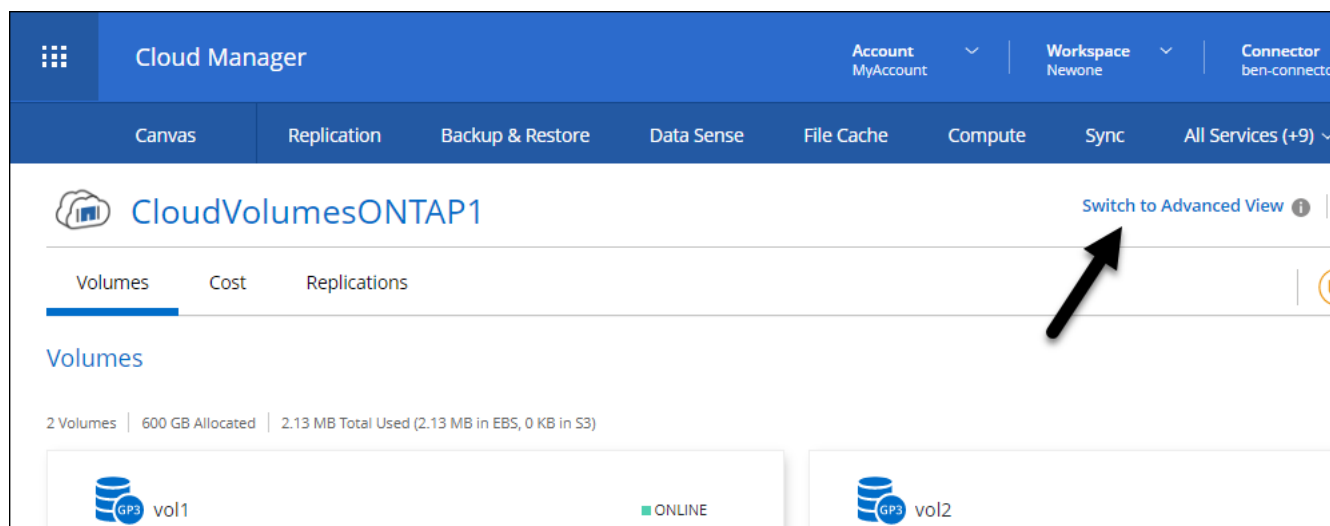 Cloud Manager
Account
MyAccount
Workspace
Newone
Connector
ben-connecto
Canvas Replication Backup & Restore Data Sense File Cache Compute Sync All Services (+9)
CloudVolumesONTAP1
Switch to Advanced View
Volumes Cost Replications
Volumes
2 Volumes | 600 GB Allocated | 2.13 MB Total Used (2.13 MB in EBS, 0 KB in S3)
GP3 vol1 ONLINE
GP3 vol2